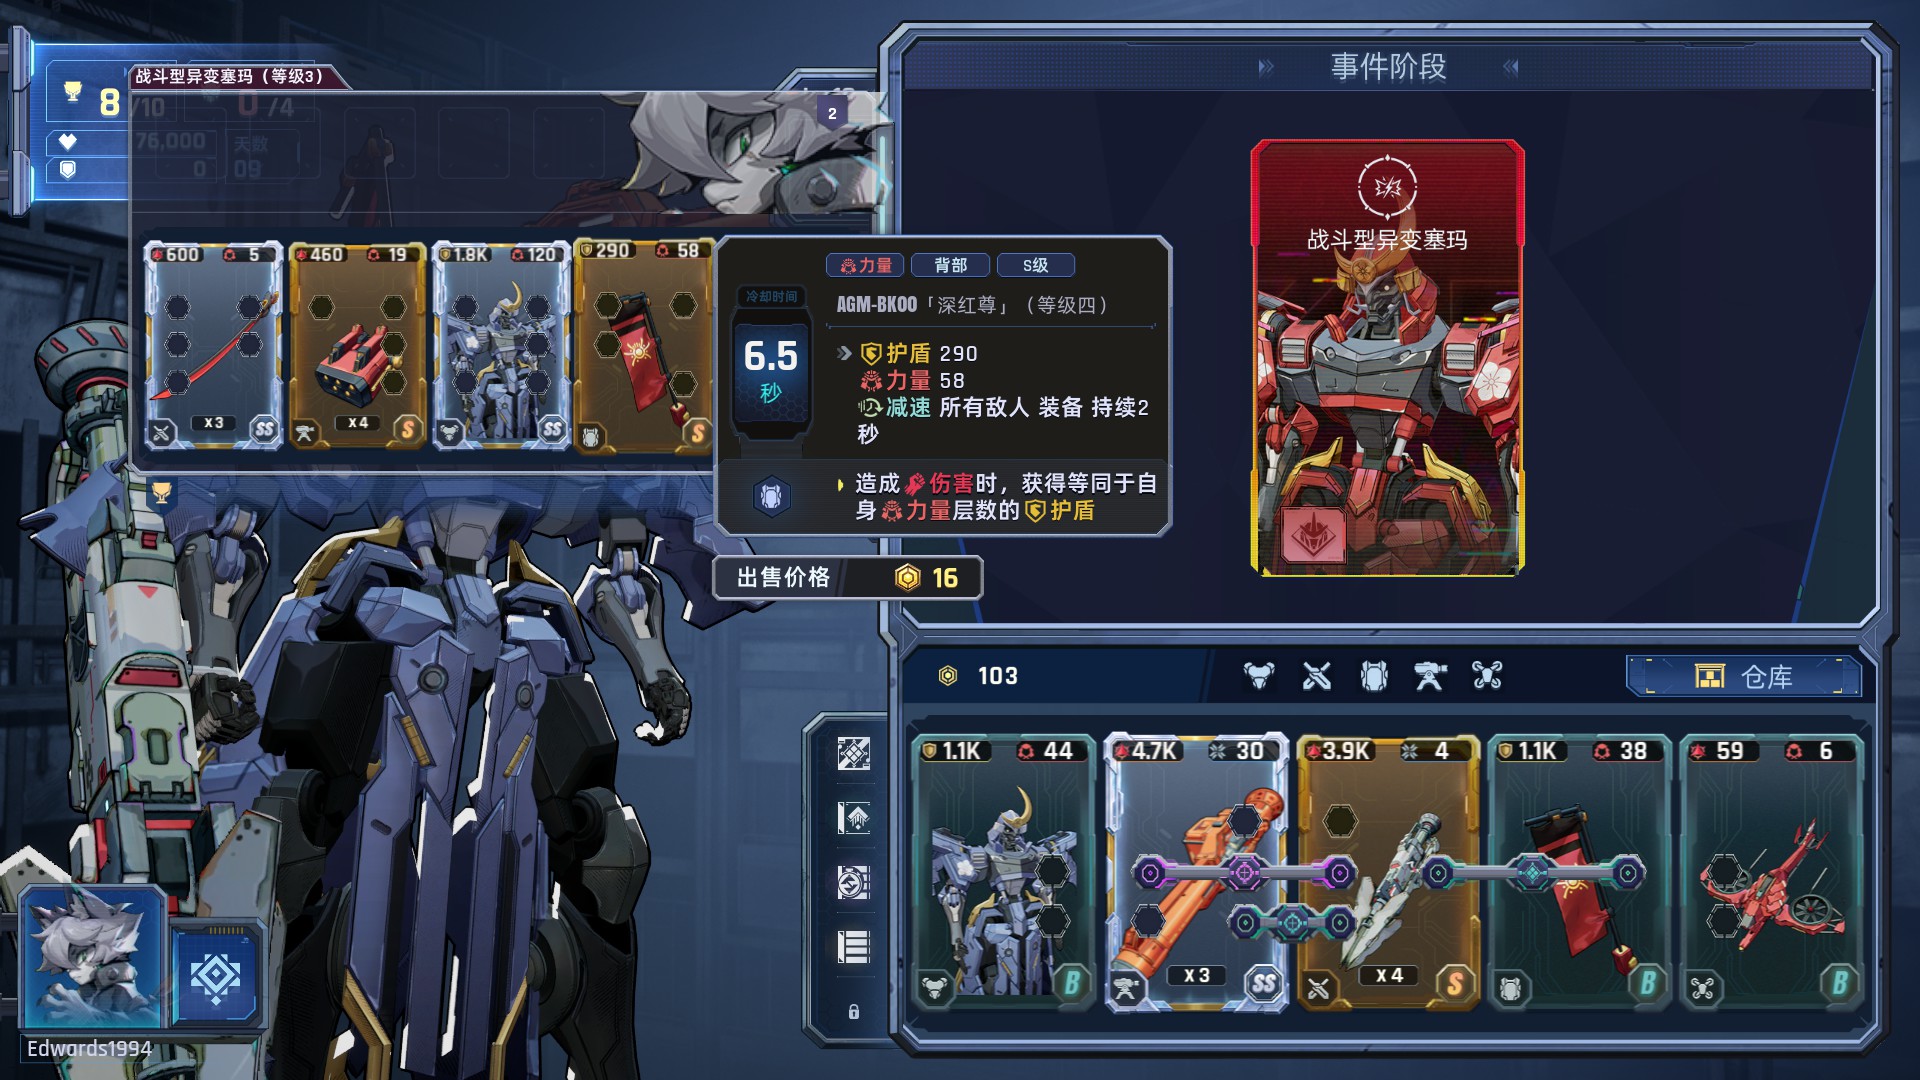 事件阶段
战斗型异变塞玛（等级3）
8/10
0/4
76,000
天数
0
09
2
600 5
460 19
1.8K 120
290 58
x3 SS
x4 S
SS
S
力量 背部 S级
冷却时间
6.5
秒
AGM-BK00「深红尊」（等级四）
护盾 290
力量 58
减速 所有敌人 装备 持续2
秒
造成伤害时，获得等同于自
身力量层数的护盾
出售价格 16
战斗型异变塞玛
103
仓库
1.1K 44
4.7K 30
3.9K 4
1.1K 38
59 6
B
x3 SS
x4 S
B
B
Edwards1994